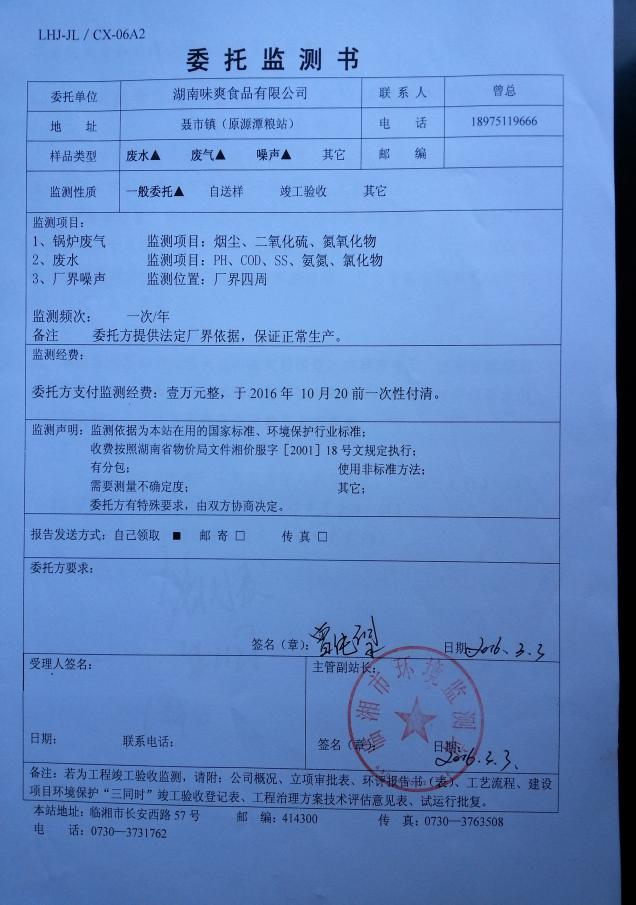 LHJ-JL / CX-06A2
委 托 监 测 书
委托单位 湖南味爽食品有限公司 联系人 曾总
地 址 聂市镇（原源潭粮站） 电 话 18975119666
样品类型 废水▲ 废气▲ 噪声▲ 其它 邮 编
监测性质 一般委托▲ 自送样 竣工验收 其它
监测项目：
1、锅炉废气 监测项目：烟尘、二氧化硫、氮氧化物
2、废水 监测项目：PH、COD、SS、氨氮、氯化物
3、厂界噪声 监测位置：厂界四周
监测频次： 一次/年
备注 委托方提供法定厂界依据，保证正常生产。
监测经费：
委托方支付监测经费：壹万元整，于 2016 年 10 月 20 前一次性付清。
监测声明：监测依据为本站在用的国家标准、环境保护行业标准；
收费按照湖南省物价局文件湘价服字［2001］18 号文规定执行；
有分包； 使用非标准方法；
需要测量不确定度； 其它；
委托方有特殊要求，由双方协商决定。
报告发送方式：自己领取 ■ 邮 寄 □ 传 真 □
委托方要求：
签名（章）： 日期：2016.3.3
受理人签名： 主管副站长：
临湘市环境监测
日期： 联系电话： 签名（章）： 日期：2016.3.3.
备注：若为工程竣工验收监测，请附：公司概况、立项审批表、环评报告书（表）、工艺流程、建设
项目环境保护“三同时”竣工验收登记表、工程治理方案技术评估意见表、试运行批复。
本站地址：临湘市长安西路 57 号 邮 编：414300 传 真：0730—3763508
电 话：0730—3731762